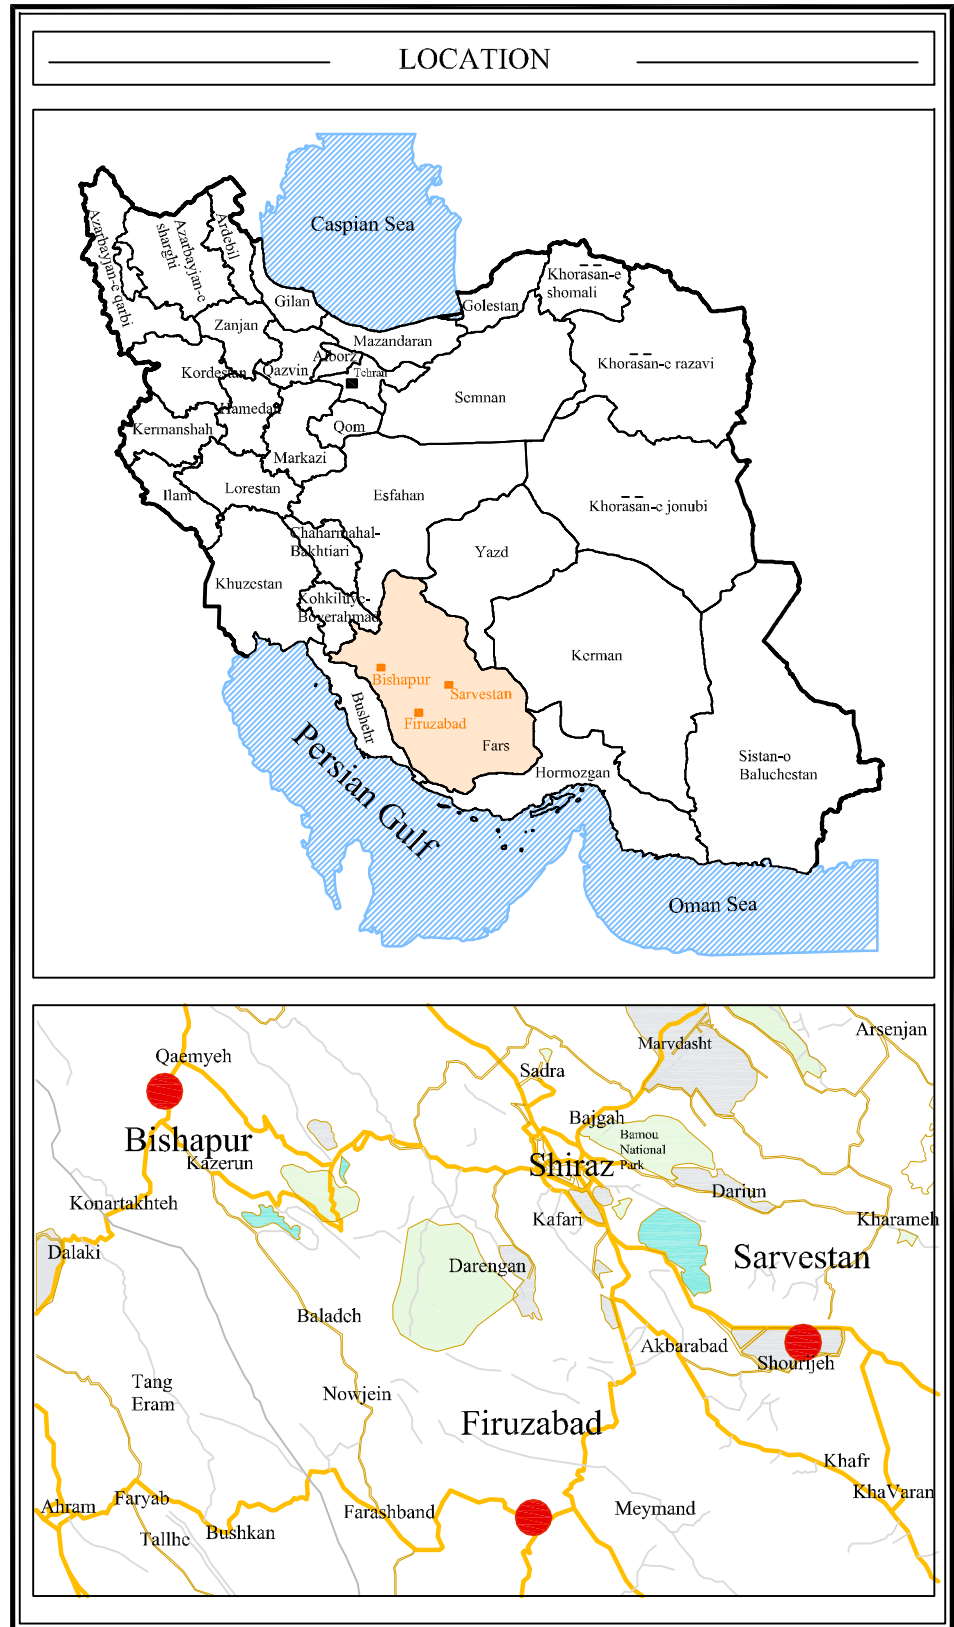 LOCATION
Caspian Sea
Azarbayjan-e qarbi
Azarbayjan-e
sharghi
Ardebil
Gilan
Golestan
Khorasan-e
shomali
Zanjan
Mazandaran
Alborz
Tehran
Khorasan-e razavi
Kordestan
Qazvin
Semnan
Hamedan
Kermanshah
Qom
Markazi
Ilam
Lorestan
Esfahan
Khorasan-e jonubi
Chaharmahal-
Bakhtiari
Yazd
Khuzestan
Kohkiluye-
Boyerahmad
Kerman
Bishapur
Sarvestan
Bushehr
Firuzabad
Fars
Persian Gulf
Hormozgan
Sistan-o
Baluchestan
Oman Sea
Arsenjan
Marvdasht
Qaemyeh
Sadra
Bajgah
Bamou
National
Park
Bishapur
Kazerun
Shiraz
Dariun
Konartakhteh
Kafari
Kharameh
Dalaki
Darengan
Sarvestan
Baladeh
Akbarabad
Shourijeh
Tang
Eram
Nowjein
Firuzabad
Khafr
KhaVaran
Ahram
Faryab
Farashband
Meymand
Tallhe
Bushkan